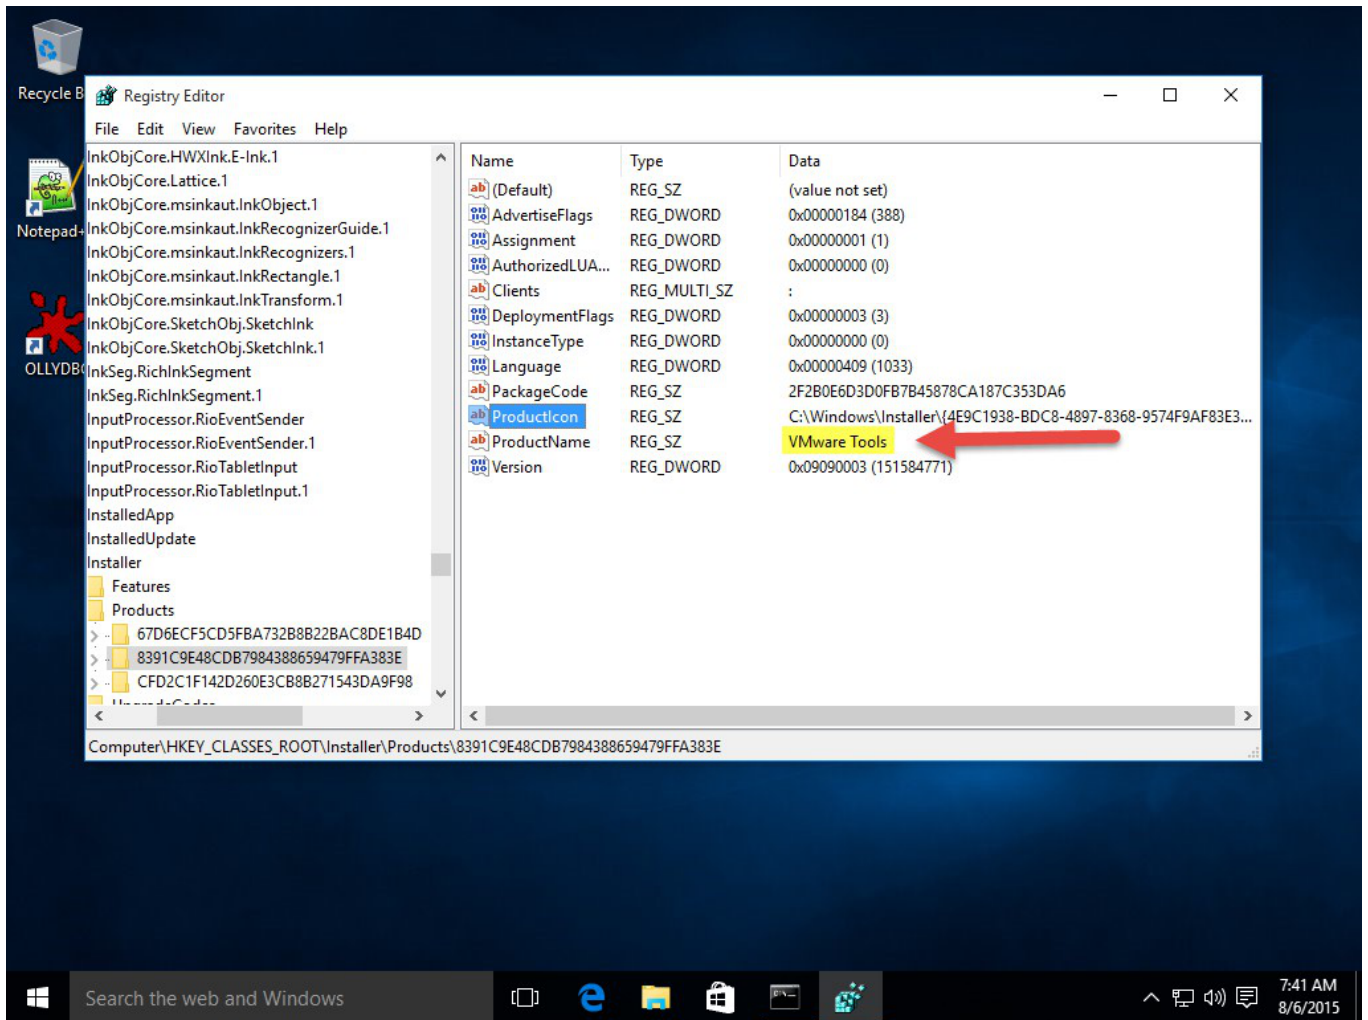 Recycle B
Notepad+
OLLYDB
Registry Editor
File Edit View Favorites Help
InkObjCore.HWXInk.E-Ink.1
InkObjCore.Lattice.1
InkObjCore.msinkaut.InkObject.1
InkObjCore.msinkaut.InkRecognizerGuide.1
InkObjCore.msinkaut.InkRecognizers.1
InkObjCore.msinkaut.InkRectangle.1
InkObjCore.msinkaut.InkTransform.1
InkObjCore.SketchObj.SketchInk
InkObjCore.SketchObj.SketchInk.1
InkSeg.RichInkSegment
InkSeg.RichInkSegment.1
InputProcessor.RioEventSender
InputProcessor.RioEventSender.1
InputProcessor.RioTabletInput
InputProcessor.RioTabletInput.1
InstalledApp
InstalledUpdate
Installer
Features
Products
67D6ECF5CD5FBA732B8B22BAC8DE1B4D
8391C9E48CDB7984388659479FFA383E
CFD2C1F142D260E3CB8B271543DA9F98
Name Type Data
(Default) REG_SZ (value not set)
AdvertiseFlags REG_DWORD 0x00000184 (388)
Assignment REG_DWORD 0x00000001 (1)
AuthorizedLUA... REG_DWORD 0x00000000 (0)
Clients REG_MULTI_SZ :
DeploymentFlags REG_DWORD 0x00000003 (3)
InstanceType REG_DWORD 0x00000000 (0)
Language REG_DWORD 0x00000409 (1033)
PackageCode REG_SZ 2F2B0E6D3D0FB7B45878CA187C353DA6
ProductIcon REG_SZ C:\Windows\Installer\{4E9C1938-BDC8-4897-8368-9574F9AF83E3...
ProductName REG_SZ VMware Tools
Version REG_DWORD 0x09090003 (151584771)
Computer\HKEY_CLASSES_ROOT\Installer\Products\8391C9E48CDB7984388659479FFA383E
Search the web and Windows
7:41 AM
8/6/2015